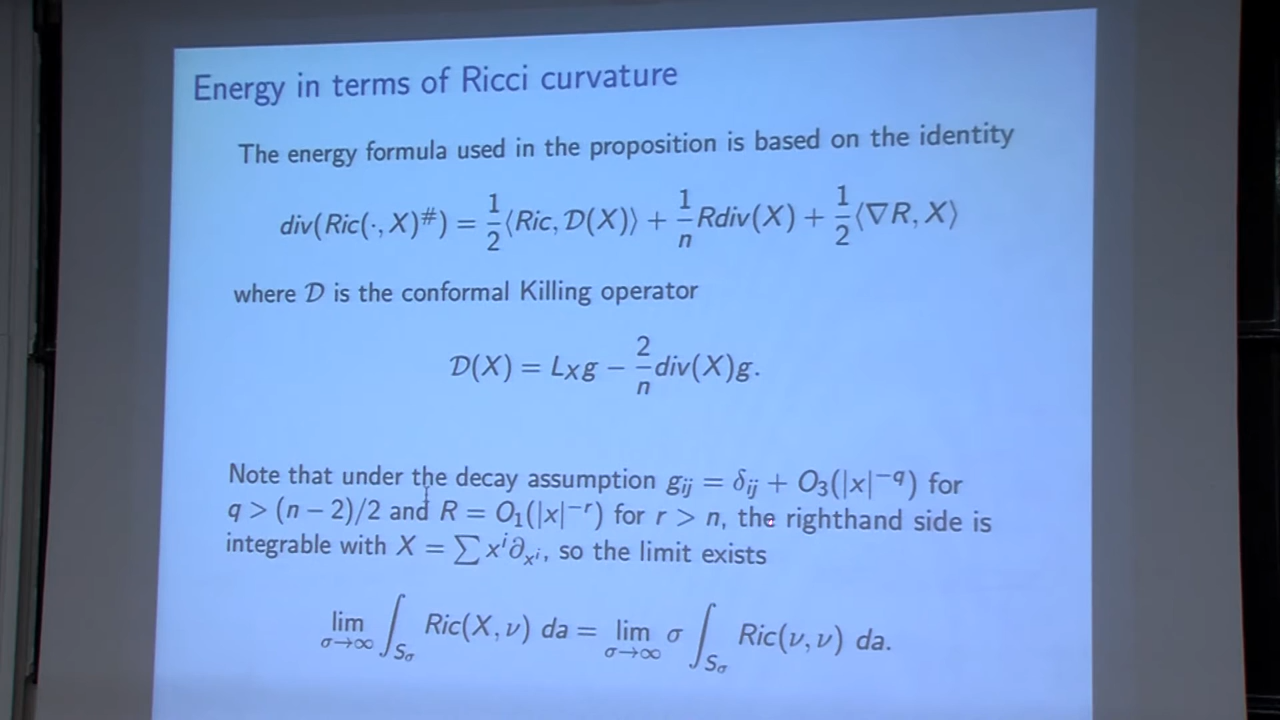 Energy in terms of Ricci curvature
The energy formula used in the proposition is based on the identity
div(Ric(·, X)^#) = 1/2⟨Ric, 𝒟(X)⟩ + 1/n Rdiv(X) + 1/2⟨∇R, X⟩
where 𝒟 is the conformal Killing operator
𝒟(X) = L_X g − 2/n div(X)g.
Note that under the decay assumption g_ij = δ_ij + O_3(|x|^−q) for
q > (n − 2)/2 and R = O_1(|x|^−r) for r > n, the righthand side is
integrable with X = ∑ x^i ∂_x^i, so the limit exists
lim_σ→∞ ∫_S_σ Ric(X, ν) da = lim_σ→∞ σ ∫_S_σ Ric(ν, ν) da.